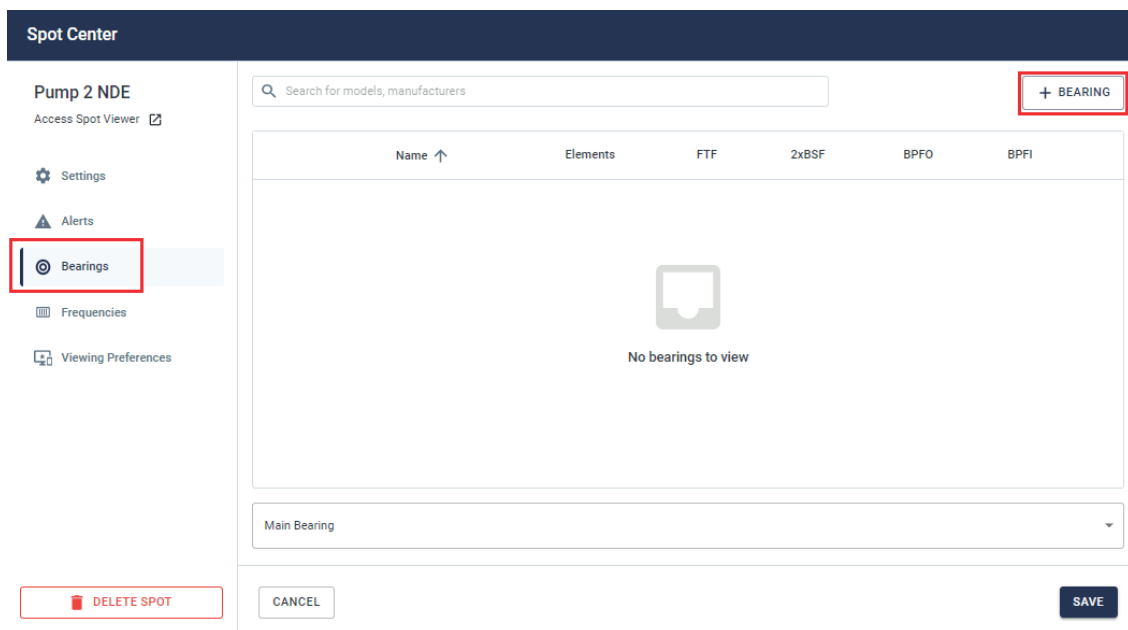 Spot Center
Pump 2 NDE
Access Spot Viewer
Settings
Alerts
Bearings
Frequencies
Viewing Preferences
DELETE SPOT
Search for models, manufacturers
+ BEARING
Name Elements FTF 2xBSF BPFO BPFI
No bearings to view
Main Bearing
CANCEL
SAVE